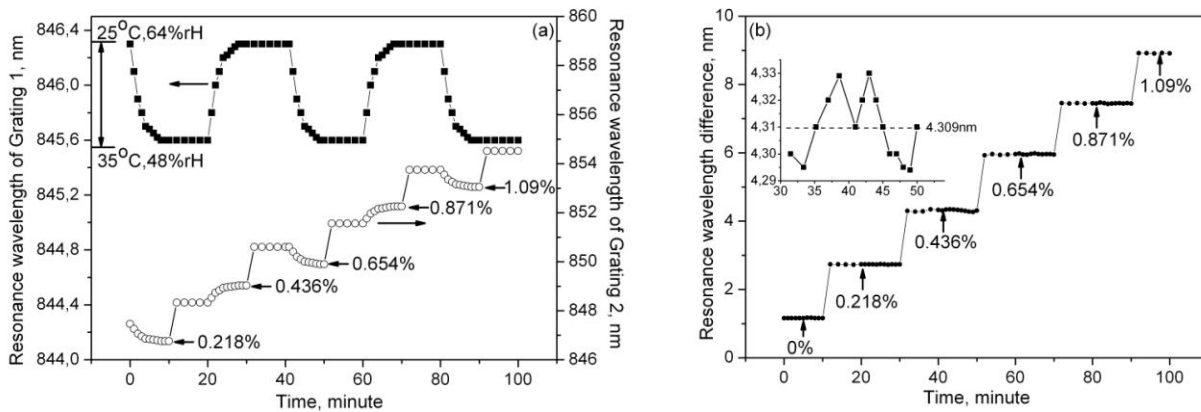 (a)
25°C,64%rH
35°C,48%rH
Resonance wavelength of Grating 1, nm
846,4
846,0
845,6
845,2
844,8
844,4
844,0
0.218%
0.436%
0.654%
0.871%
1.09%
860
858
856
854
852
850
848
846
Resonance wavelength of Grating 2, nm
0 20 40 60 80 100
Time, minute
(b)
Resonance wavelength difference, nm
10
8
6
4
2
0
4,33
4,32
4,31
4,30
4,29
4.309nm
30 35 40 45 50
0%
0.218%
0.436%
0.654%
0.871%
1.09%
0 20 40 60 80 100
Time, minute